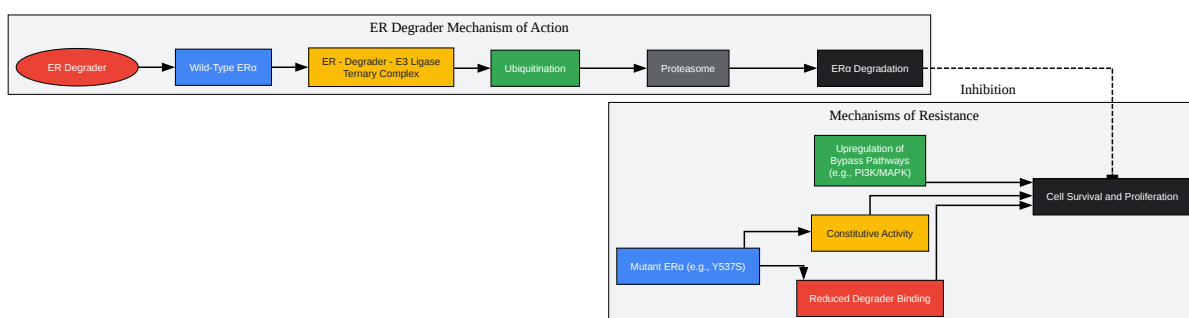 ER Degrader Mechanism of Action
ER Degrader
Wild-Type ERα
ER - Degrader - E3 Ligase
Ternary Complex
Ubiquitination
Proteasome
ERα Degradation
Inhibition
Mechanisms of Resistance
Upregulation of
Bypass Pathways
(e.g., PI3K/MAPK)
Cell Survival and Proliferation
Constitutive Activity
Mutant ERα (e.g., Y537S)
Reduced Degrader Binding